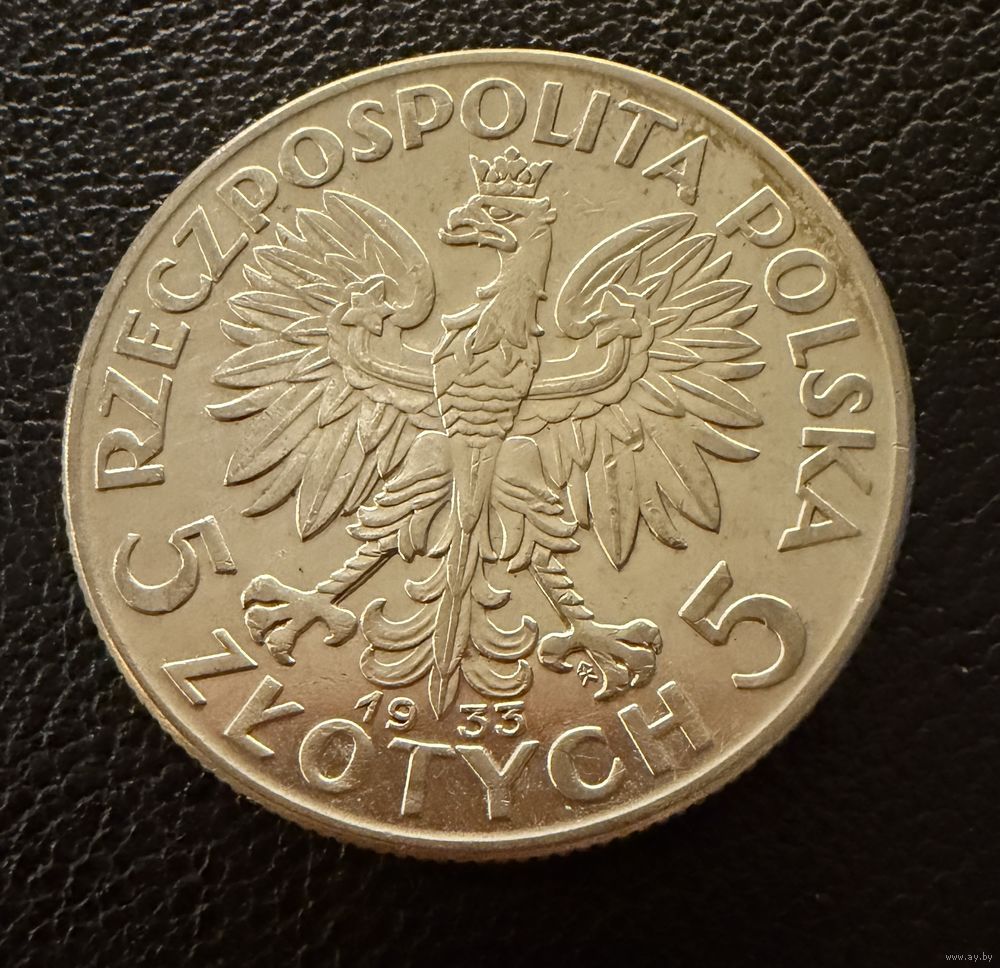 RZECZPOSPOLITA POLSKA
5 ZŁOTYCH 5
1933
www.ay.by